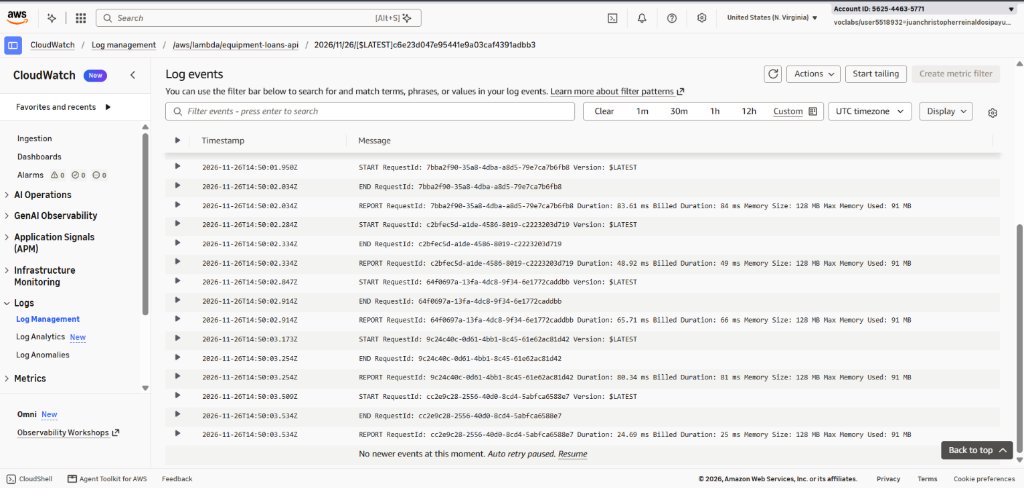 aws
Search
[Alt+S]
United States (N. Virginia)
Account ID: 5625-4463-5771
voclabs/user5518932=juanchristopherreinaldosipayu...
CloudWatch
Log management
/aws/lambda/equipment-loans-api
2026/11/26/[$LATEST]c6e23d047e95441e9a03caf4391adbb3
CloudWatch New
Favorites and recents
Ingestion
Dashboards
Alarms 0 0 0
AI Operations
GenAI Observability
Application Signals
(APM)
Infrastructure
Monitoring
Logs
Log Management
Log Analytics New
Log Anomalies
Metrics
Omni New
Observability Workshops
Log events
Actions
Start tailing
Create metric filter
You can use the filter bar below to search for and match terms, phrases, or values in your log events. Learn more about filter patterns
Filter events - press enter to search
Clear 1m 30m 1h 12h Custom
UTC timezone
Display
Timestamp Message
2026-11-26T14:50:01.950Z START RequestId: 7bba2f90-35a8-4dba-a8d5-79e7ca7b6fb8 Version: $LATEST
2026-11-26T14:50:02.034Z END RequestId: 7bba2f90-35a8-4dba-a8d5-79e7ca7b6fb8
2026-11-26T14:50:02.034Z REPORT RequestId: 7bba2f90-35a8-4dba-a8d5-79e7ca7b6fb8 Duration: 83.61 ms Billed Duration: 84 ms Memory Size: 128 MB Max Memory Used: 91 MB
2026-11-26T14:50:02.284Z START RequestId: c2bfec5d-a1de-4586-8019-c2223203d719 Version: $LATEST
2026-11-26T14:50:02.334Z END RequestId: c2bfec5d-a1de-4586-8019-c2223203d719
2026-11-26T14:50:02.334Z REPORT RequestId: c2bfec5d-a1de-4586-8019-c2223203d719 Duration: 48.92 ms Billed Duration: 49 ms Memory Size: 128 MB Max Memory Used: 91 MB
2026-11-26T14:50:02.847Z START RequestId: 64f0697a-13fa-4dc8-9f34-6e1772caddbb Version: $LATEST
2026-11-26T14:50:02.914Z END RequestId: 64f0697a-13fa-4dc8-9f34-6e1772caddbb
2026-11-26T14:50:02.914Z REPORT RequestId: 64f0697a-13fa-4dc8-9f34-6e1772caddbb Duration: 65.71 ms Billed Duration: 66 ms Memory Size: 128 MB Max Memory Used: 91 MB
2026-11-26T14:50:03.173Z START RequestId: 9c24c40c-0d61-4bb1-8c45-61e62ac81d42 Version: $LATEST
2026-11-26T14:50:03.254Z END RequestId: 9c24c40c-0d61-4bb1-8c45-61e62ac81d42
2026-11-26T14:50:03.254Z REPORT RequestId: 9c24c40c-0d61-4bb1-8c45-61e62ac81d42 Duration: 80.34 ms Billed Duration: 81 ms Memory Size: 128 MB Max Memory Used: 91 MB
2026-11-26T14:50:03.509Z START RequestId: cc2e9c28-2556-40d0-8cd4-5abfca6588e7 Version: $LATEST
2026-11-26T14:50:03.534Z END RequestId: cc2e9c28-2556-40d0-8cd4-5abfca6588e7
2026-11-26T14:50:03.534Z REPORT RequestId: cc2e9c28-2556-40d0-8cd4-5abfca6588e7 Duration: 24.69 ms Billed Duration: 25 ms Memory Size: 128 MB Max Memory Used: 91 MB
No newer events at this moment. Auto retry paused. Resume
Back to top
CloudShell
Agent Toolkit for AWS
Feedback
© 2026, Amazon Web Services, Inc. or its affiliates.
Privacy
Terms
Cookie preferences